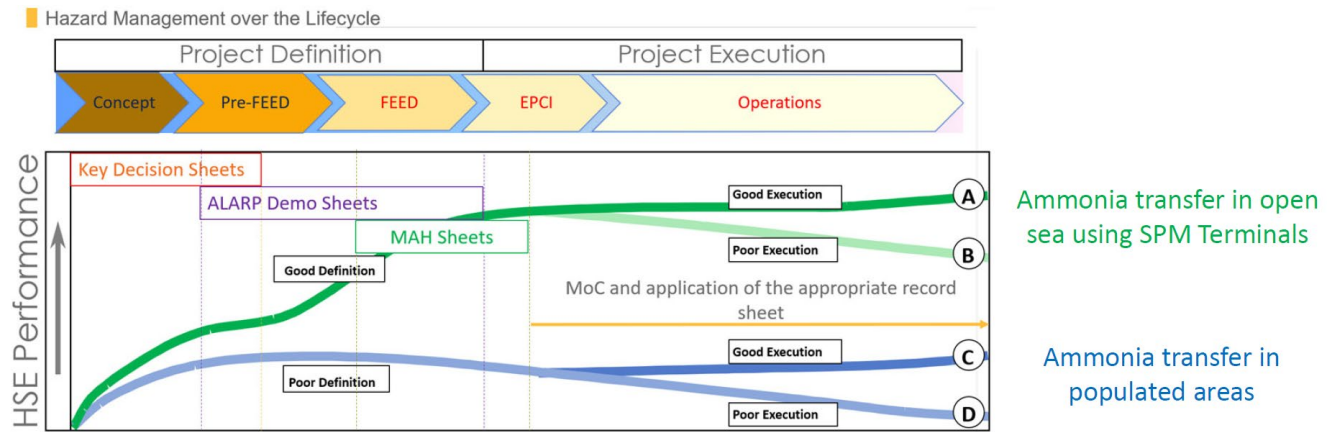 Hazard Management over the Lifecycle
Project Definition
Project Execution
Concept
Pre-FEED
FEED
EPCI
Operations
HSE Performance
Key Decision Sheets
ALARP Demo Sheets
MAH Sheets
Good Definition
Good Execution
A
Poor Execution
B
MoC and application of the appropriate record
sheet
Good Execution
C
Poor Definition
Poor Execution
D
Ammonia transfer in open
sea using SPM Terminals
Ammonia transfer in
populated areas